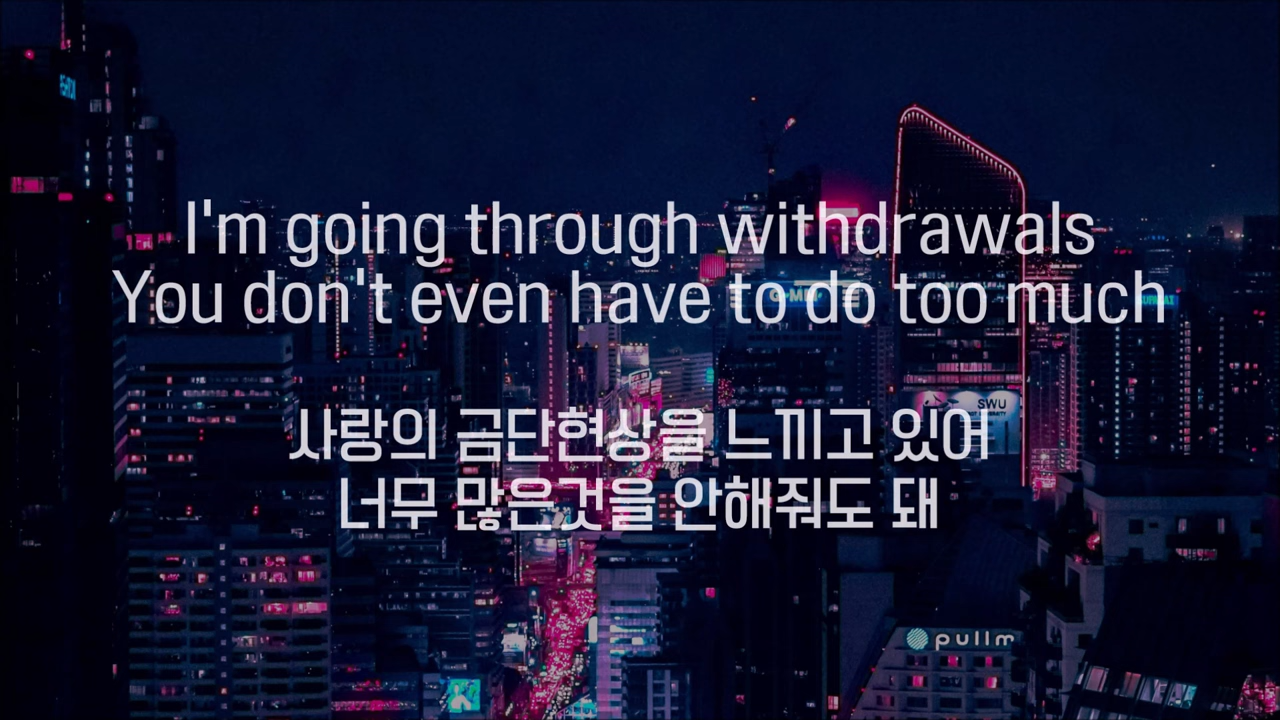 I'm going through withdrawals
You don't even have to do too much
사랑의 금단현상을 느끼고 있어
너무 많은것을 안해줘도 돼
SWU
pullm